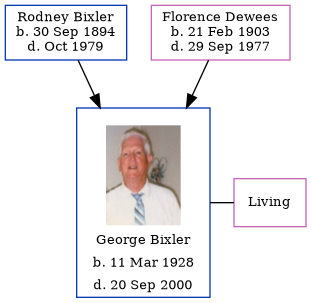 Rodney Bixler
b. 30 Sep 1894
d. Oct 1979
Florence Dewees
b. 21 Feb 1903
d. 29 Sep 1977
George Bixler
b. 11 Mar 1928
d. 20 Sep 2000
Living